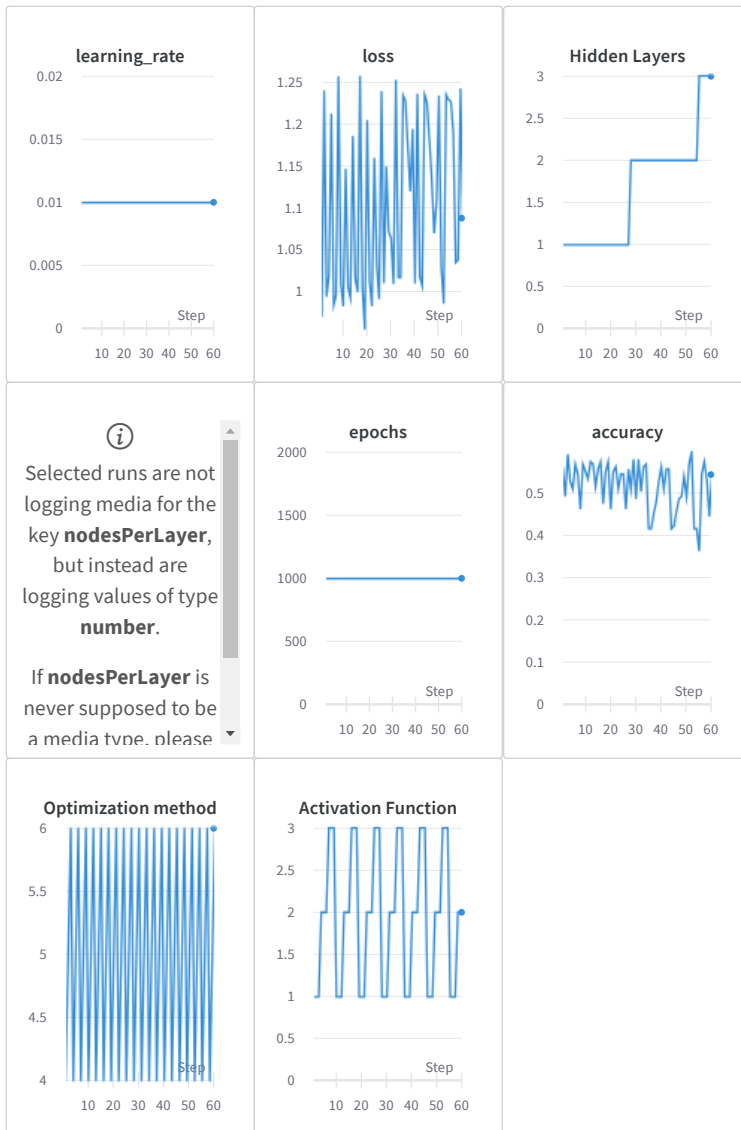 learning_rate
0.02
0.015
0.01
0.005
0
Step
10 20 30 40 50 60
loss
1.25
1.2
1.15
1.1
1.05
1
Step
10 20 30 40 50 60
Hidden Layers
3
2.5
2
1.5
1
0.5
0
Step
10 20 30 40 50 60
Selected runs are not
logging media for the
key nodesPerLayer,
but instead are
logging values of type
number.
If nodesPerLayer is
never supposed to be
a media type, please
epochs
2000
1500
1000
500
0
Step
10 20 30 40 50 60
accuracy
0.5
0.4
0.3
0.2
0.1
0
Step
10 20 30 40 50 60
Optimization method
6
5.5
5
4.5
4
Step
10 20 30 40 50 60
Activation Function
3
2.5
2
1.5
1
0.5
0
Step
10 20 30 40 50 60